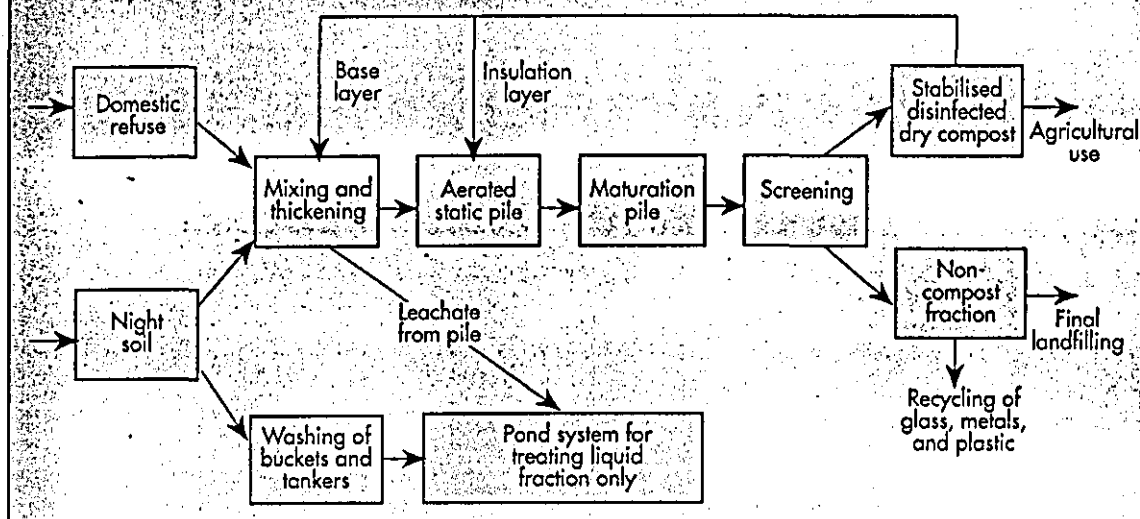 Base
layer
Insulation
layer
Domestic
refuse
Stabilised
disinfected
dry compost
Agricultural
use
Mixing and
thickening
Aerated
static pile
Maturation
pile
Screening
Night
soil
Leachate
from pile
Non-
compost
fraction
Final
landfilling
Recycling of
glass, metals,
and plastic
Washing of
buckets and
tankers
Pond system for
treating liquid
fraction only